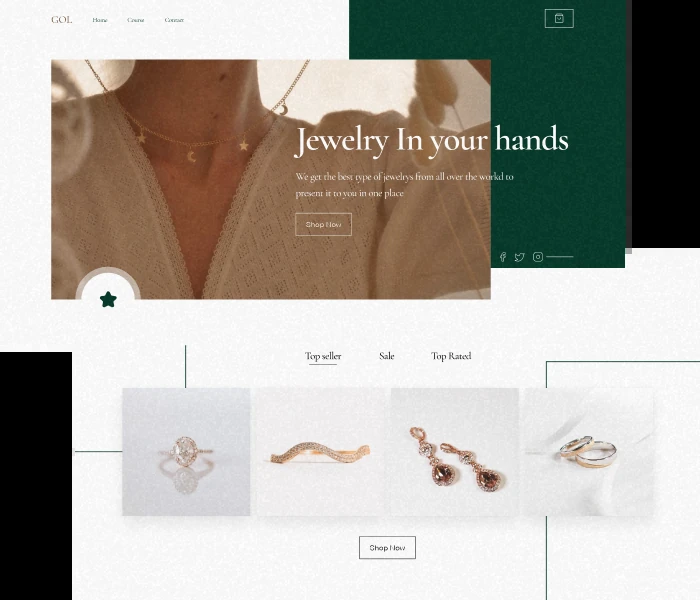 GOL Home Course Contact
Jewelry In your hands
We get the best type of jewelrys from all over the workd to
present it to you in one place
Shop Now
Top seller Sale Top Rated
Shop Now